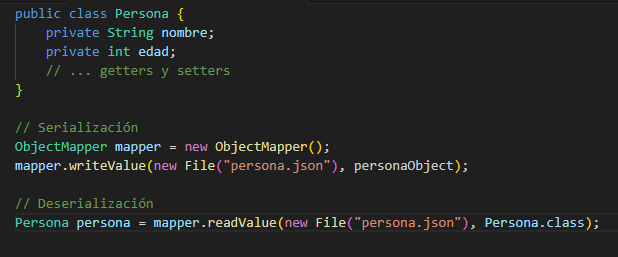 public class Persona {
    private String nombre;
    private int edad;
    // ... getters y setters
}

// Serialización
ObjectMapper mapper = new ObjectMapper();
mapper.writeValue(new File("persona.json"), personaObject);

// Deserialización
Persona persona = mapper.readValue(new File("persona.json"), Persona.class);